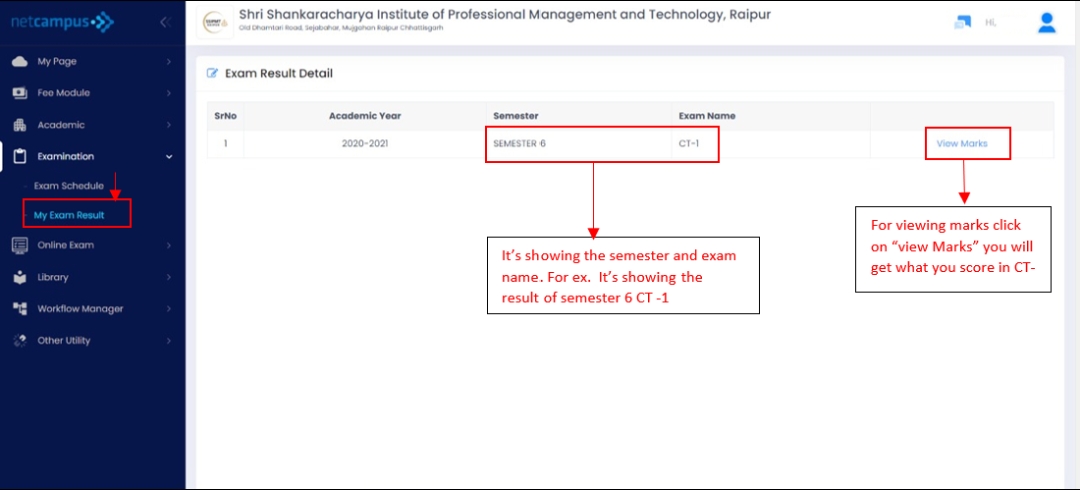 netcampus
Shri Shankaracharya Institute of Professional Management and Technology, Raipur
Old Dhamtari Road, Sejabahar, Mujgahan Raipur Chhattisgarh
Hi,
My Page
Fee Module
Academic
Examination
Exam Schedule
My Exam Result
Online Exam
Library
Workflow Manager
Other Utility
Exam Result Detail
SrNo Academic Year Semester Exam Name
1 2020-2021 SEMESTER 6 CT-1 View Marks
It's showing the semester and exam
name. For ex. It's showing the
result of semester 6 CT -1
For viewing marks click
on “view Marks” you will
get what you score in CT-